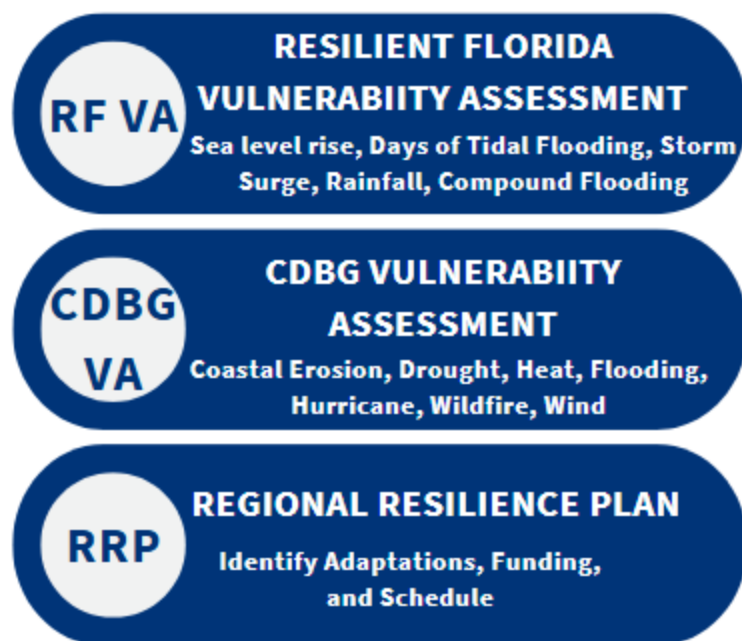 RF VA
RESILIENT FLORIDA
VULNERABIITY ASSESSMENT
Sea level rise, Days of Tidal Flooding, Storm
Surge, Rainfall, Compound Flooding
CDBG
VA
CDBG VULNERABIITY
ASSESSMENT
Coastal Erosion, Drought, Heat, Flooding,
Hurricane, Wildfire, Wind
RRP
REGIONAL RESILIENCE PLAN
Identify Adaptations, Funding,
and Schedule